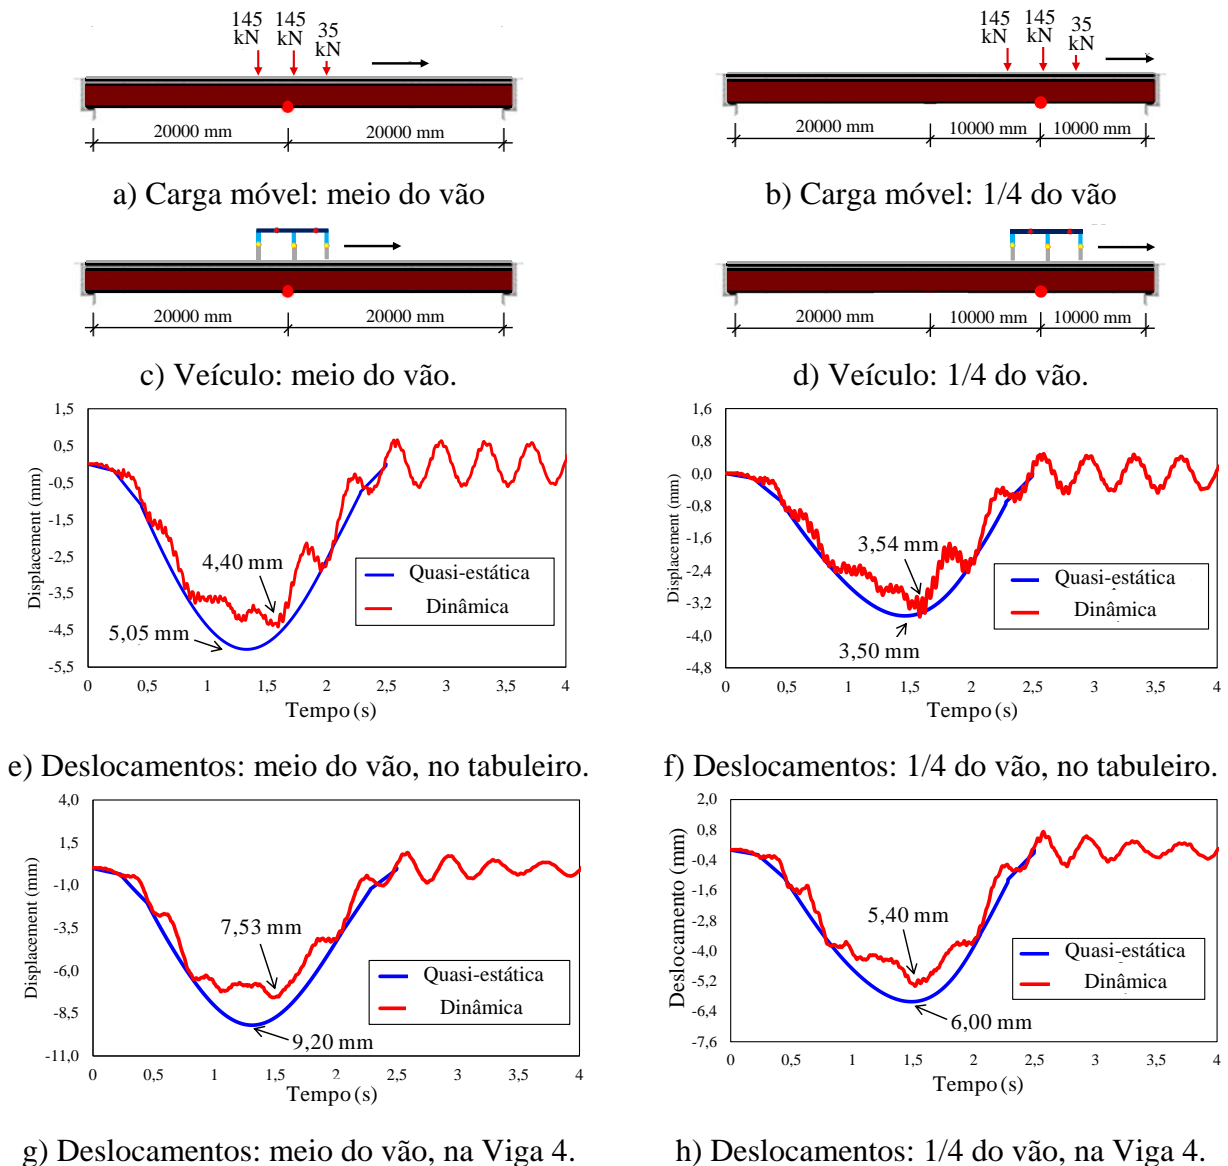 145 145 35
kN kN kN
20000 mm 20000 mm
a) Carga móvel: meio do vão
145 145 35
kN kN kN
20000 mm 10000 mm 10000 mm
b) Carga móvel: 1/4 do vão
20000 mm 20000 mm
c) Veículo: meio do vão.
20000 mm 10000 mm 10000 mm
d) Veículo: 1/4 do vão.
1,5
0,5
-0,5
-1,5
-2,5
-3,5
-4,5
-5,5
Displacement (mm)
4,40 mm
5,05 mm
Quasi-estática
Dinâmica
0 0,5 1 1,5 2 2,5 3 3,5 4
Tempo (s)
e) Deslocamentos: meio do vão, no tabuleiro.
1,6
0,8
0,0
-0,8
-1,6
-2,4
-3,2
-4,0
-4,8
Displacement (mm)
3,54 mm
3,50 mm
Quasi-estática
Dinâmica
0 0,5 1 1,5 2 2,5 3 3,5 4
Tempo (s)
f) Deslocamentos: 1/4 do vão, no tabuleiro.
4,0
1,5
-1,0
-3,5
-6,0
-8,5
-11,0
Displacement (mm)
7,53 mm
9,20 mm
Quasi-estática
Dinâmica
0 0,5 1 1,5 2 2,5 3 3,5 4
Tempo (s)
g) Deslocamentos: meio do vão, na Viga 4.
2,0
0,8
-0,4
-1,6
-2,8
-4,0
-5,2
-6,4
-7,6
Deslocamento (mm)
5,40 mm
6,00 mm
Quasi-estática
Dinâmica
0 0,5 1 1,5 2 2,5 3 3,5 4
Tempo (s)
h) Deslocamentos: 1/4 do vão, na Viga 4.